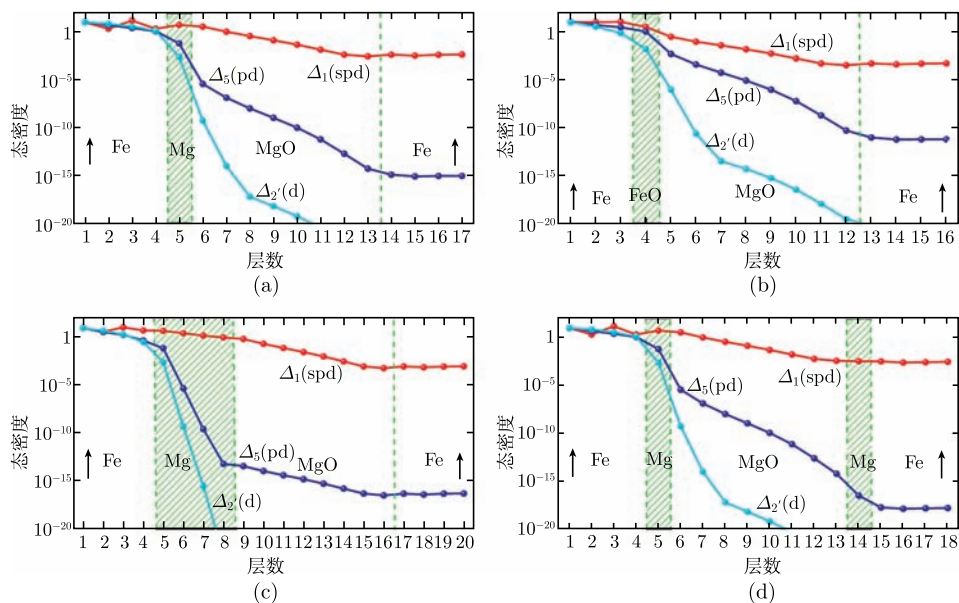 1
10⁻⁵
10⁻¹⁰
10⁻¹⁵
10⁻²⁰
态密度
Δ₁(spd)
Δ₅(pd)
Δ₂′(d)
Fe
Mg
MgO
Fe
1 2 3 4 5 6 7 8 9 10 11 12 13 14 15 16 17
层数
(a)
1
10⁻⁵
10⁻¹⁰
10⁻¹⁵
10⁻²⁰
态密度
Δ₁(spd)
Δ₅(pd)
Δ₂′(d)
MgO
Fe
FeO
Fe
1 2 3 4 5 6 7 8 9 10 11 12 13 14 15 16
层数
(b)
1
10⁻⁵
10⁻¹⁰
10⁻¹⁵
10⁻²⁰
态密度
Δ₁(spd)
Δ₅(pd)
Fe
Mg
MgO
Fe
Δ₂′(d)
1 2 3 4 5 6 7 8 9 10 11 12 13 14 15 16 17 18 19 20
层数
(c)
1
10⁻⁵
10⁻¹⁰
10⁻¹⁵
10⁻²⁰
态密度
Δ₁(spd)
Δ₅(pd)
Fe
Mg
MgO
Mg
Fe
Δ₂′(d)
1 2 3 4 5 6 7 8 9 10 11 12 13 14 15 16 17 18
层数
(d)